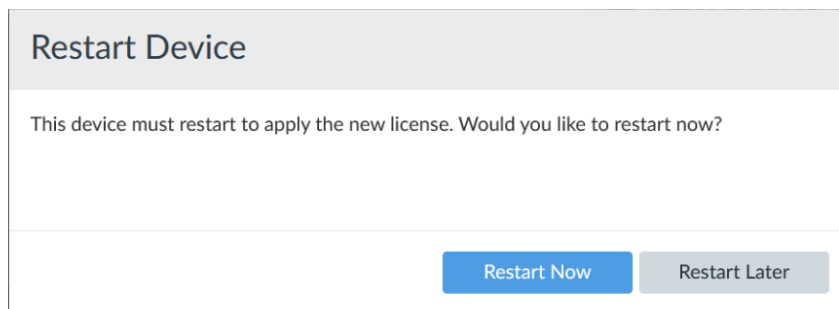 Restart Device
This device must restart to apply the new license. Would you like to restart now?
Restart Now
Restart Later